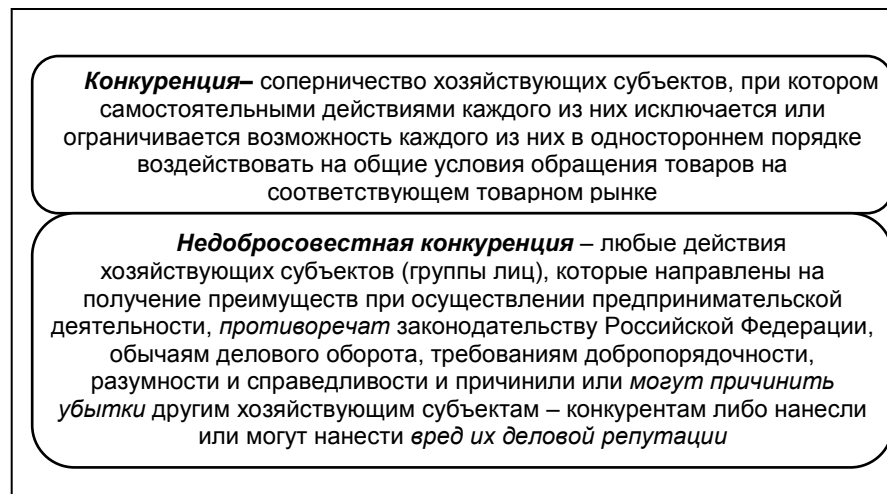 Конкуренция– соперничество хозяйствующих субъектов, при котором
самостоятельными действиями каждого из них исключается или
ограничивается возможность каждого из них в одностороннем порядке
воздействовать на общие условия обращения товаров на
соответствующем товарном рынке
Недобросовестная конкуренция – любые действия
хозяйствующих субъектов (группы лиц), которые направлены на
получение преимуществ при осуществлении предпринимательской
деятельности, противоречат законодательству Российской Федерации,
обычаям делового оборота, требованиям добропорядочности,
разумности и справедливости и причинили или могут причинить
убытки другим хозяйствующим субъектам – конкурентам либо нанесли
или могут нанести вред их деловой репутации